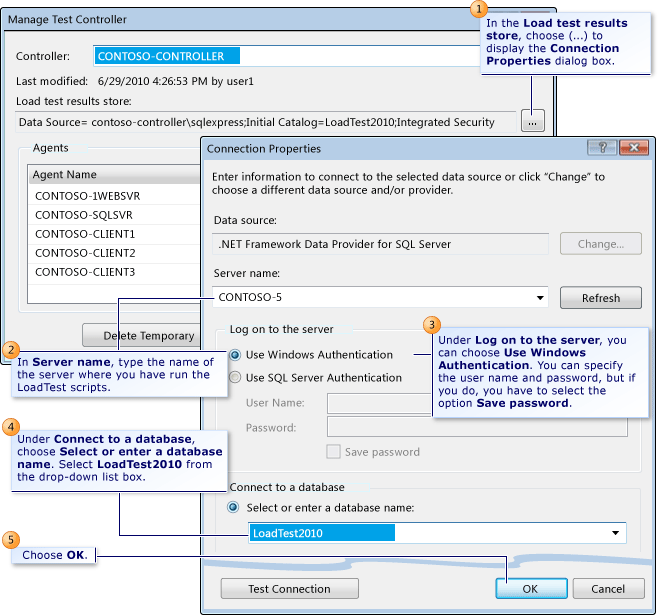 Manage Test Controller
1
In the Load test results
store, choose (...) to
display the Connection
Properties dialog box.
Controller:
CONTOSO-CONTROLLER
Last modified: 6/29/2010 4:26:53 PM by user1
Load test results store:
Data Source= contoso-controller\sqlexpress;Initial Catalog=LoadTest2010;Integrated Security
...
Agents
Agent Name
CONTOSO-1WEBSVR
CONTOSO-SQLSVR
CONTOSO-CLIENT1
CONTOSO-CLIENT2
CONTOSO-CLIENT3
Delete Temporary
Connection Properties
?
Enter information to connect to the selected data source or click “Change” to
choose a different data source and/or provider.
Data source:
.NET Framework Data Provider for SQL Server
Change...
Server name:
CONTOSO-5
Refresh
2
In Server name, type the name of
the server where you have run the
LoadTest scripts.
Log on to the server
Use Windows Authentication
Use SQL Server Authentication
User Name:
Password:
Save password
3
Under Log on to the server, you
can choose Use Windows
Authentication. You can specify
the user name and password, but if
you do, you have to select the
option Save password.
4
Under Connect to a database,
choose Select or enter a database
name. Select LoadTest2010 from
the drop-down list box.
Connect to a database
Select or enter a database name:
LoadTest2010
5
Choose OK.
Test Connection
OK
Cancel